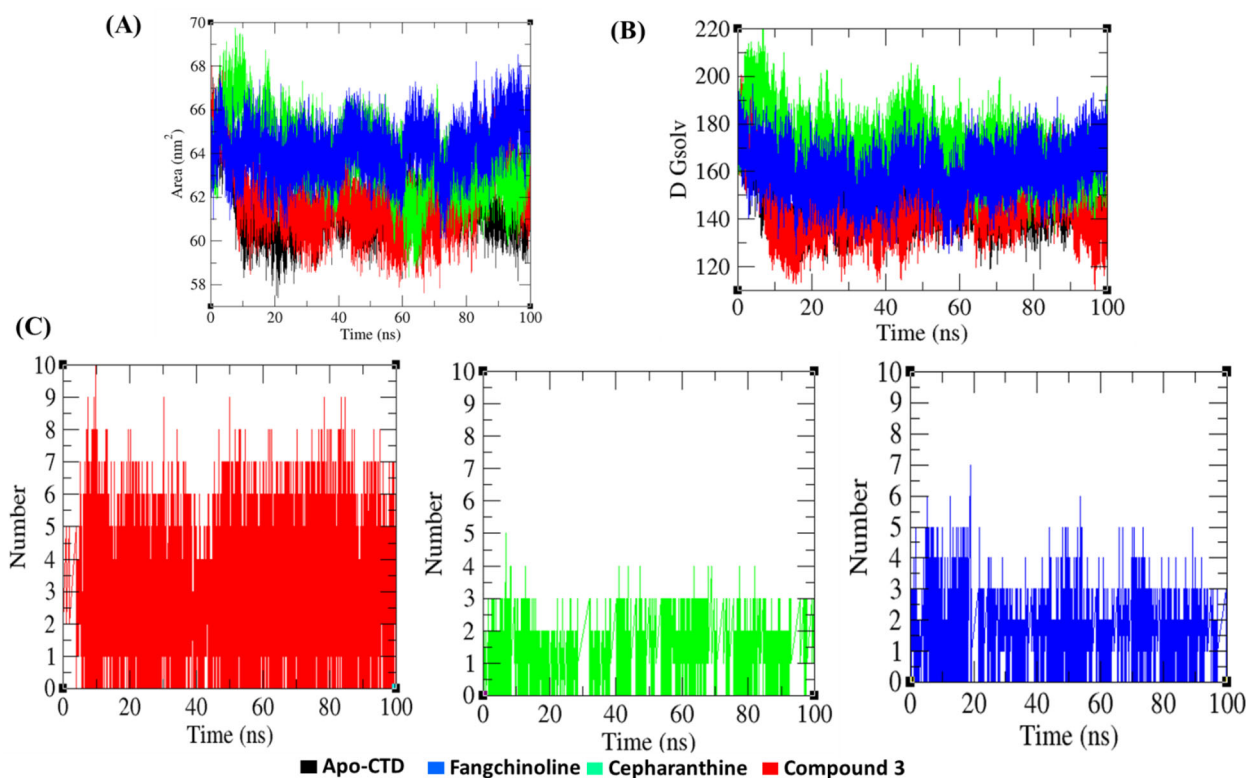 (A)
70
68
66
64
62
60
58
Area (nm²)
0 20 40 60 80 100
Time (ns)
(B)
220
200
180
160
140
120
D Gsolv
0 20 40 60 80 100
Time (ns)
(C)
10
9
8
7
6
5
4
3
2
1
0
Number
0 20 40 60 80 100
Time (ns)
10
9
8
7
6
5
4
3
2
1
0
Number
0 20 40 60 80 100
Time (ns)
10
9
8
7
6
5
4
3
2
1
0
Number
0 20 40 60 80 100
Time (ns)
Apo-CTD Fangchinoline Cepharanthine Compound 3